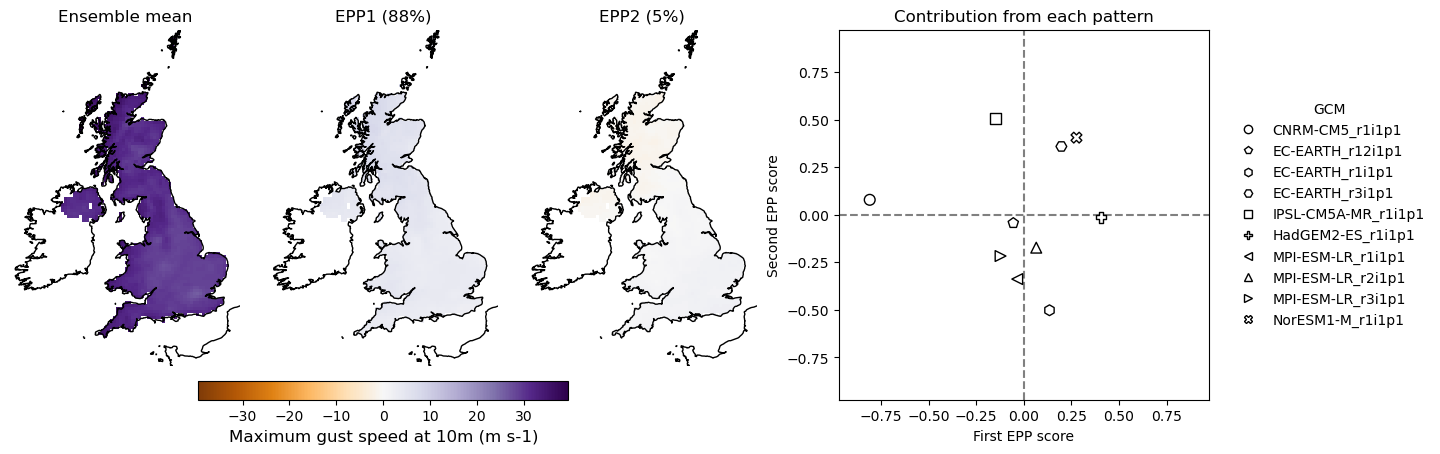 Ensemble mean
EPP1 (88%)
EPP2 (5%)
−30 −20 −10 0 10 20 30
Maximum gust speed at 10m (m s-1)
Contribution from each pattern
0.75
0.50
0.25
0.00
−0.25
−0.50
−0.75
Second EPP score
−0.75 −0.50 −0.25 0.00 0.25 0.50 0.75
First EPP score
GCM
CNRM-CM5_r1i1p1
EC-EARTH_r12i1p1
EC-EARTH_r1i1p1
EC-EARTH_r3i1p1
IPSL-CM5A-MR_r1i1p1
HadGEM2-ES_r1i1p1
MPI-ESM-LR_r1i1p1
MPI-ESM-LR_r2i1p1
MPI-ESM-LR_r3i1p1
NorESM1-M_r1i1p1